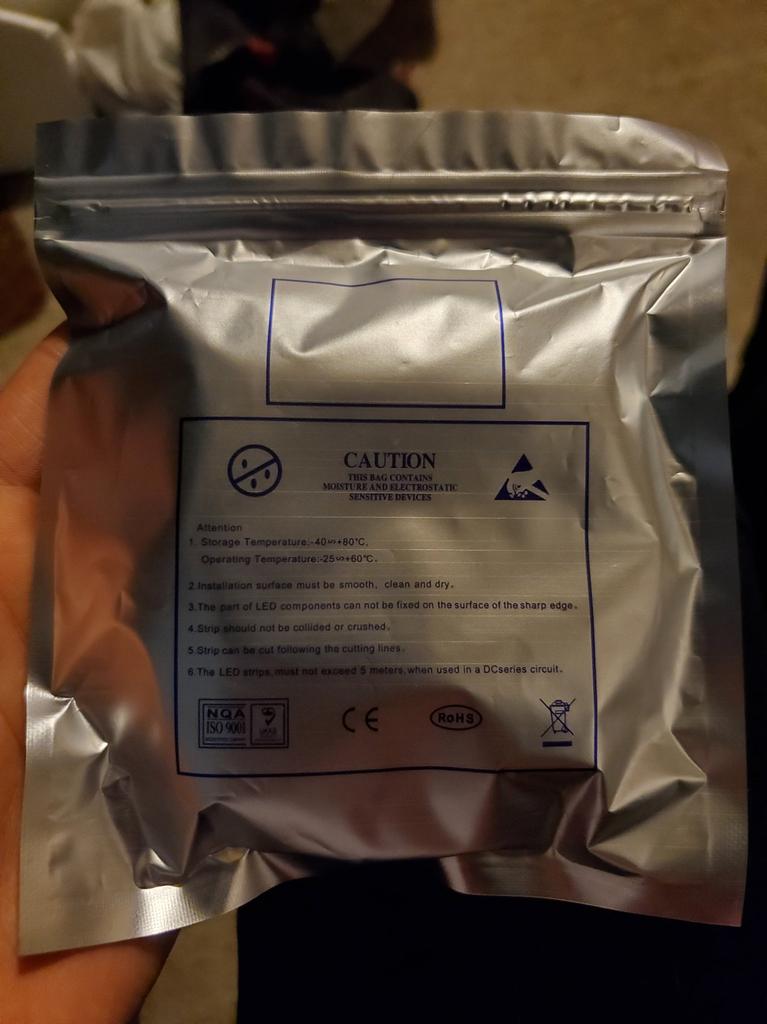 CAUTION
THIS BAG CONTAINS
MOISTURE AND ELECTROSTATIC
SENSITIVE DEVICES
Attention
1. Storage Temperature:-40∽+80℃.
Operating Temperature:-25∽+60℃.
2.Installation surface must be smooth, clean and dry.
3.The part of LED components can not be fixed on the surface of the sharp edge.
4.Strip should not be collided or crushed.
5.Strip can be cut following the cutting lines.
6.The LED strips, must not exceed 5 meters, when used in a DCseries circuit.
NQA
ISO 9001
CE
RoHS